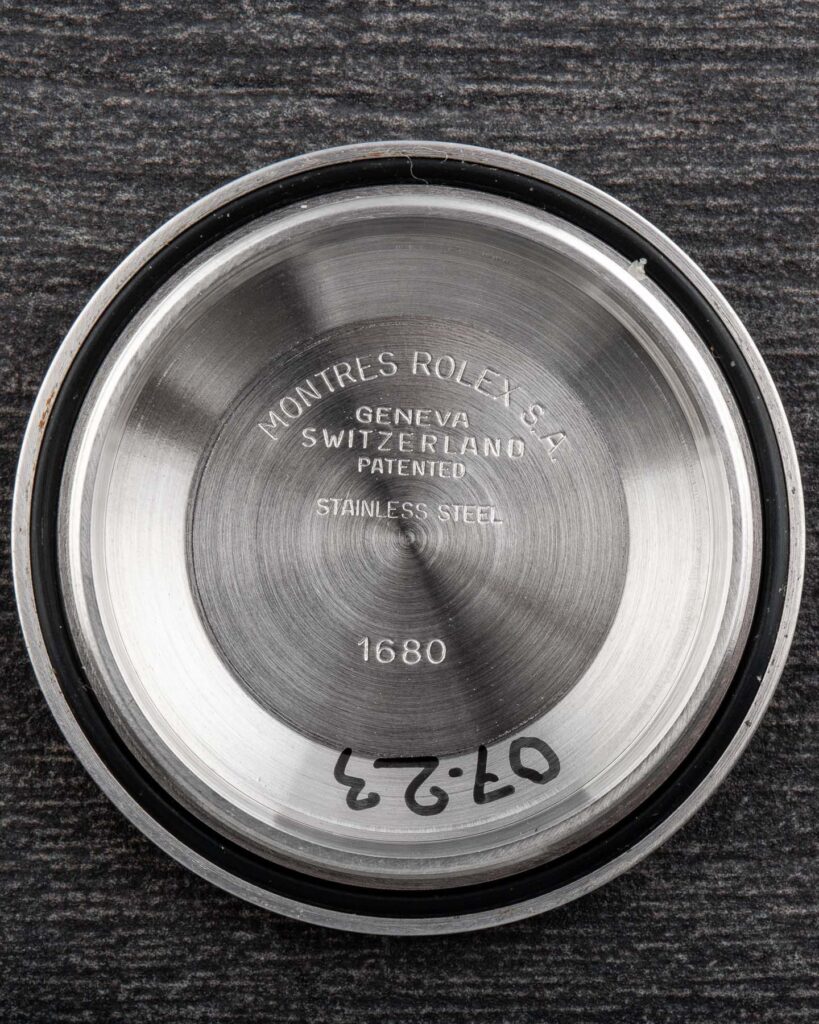 MONTRES ROLEX S.A.
GENEVA
SWITZERLAND
PATENTED
STAINLESS STEEL
1680
07.23